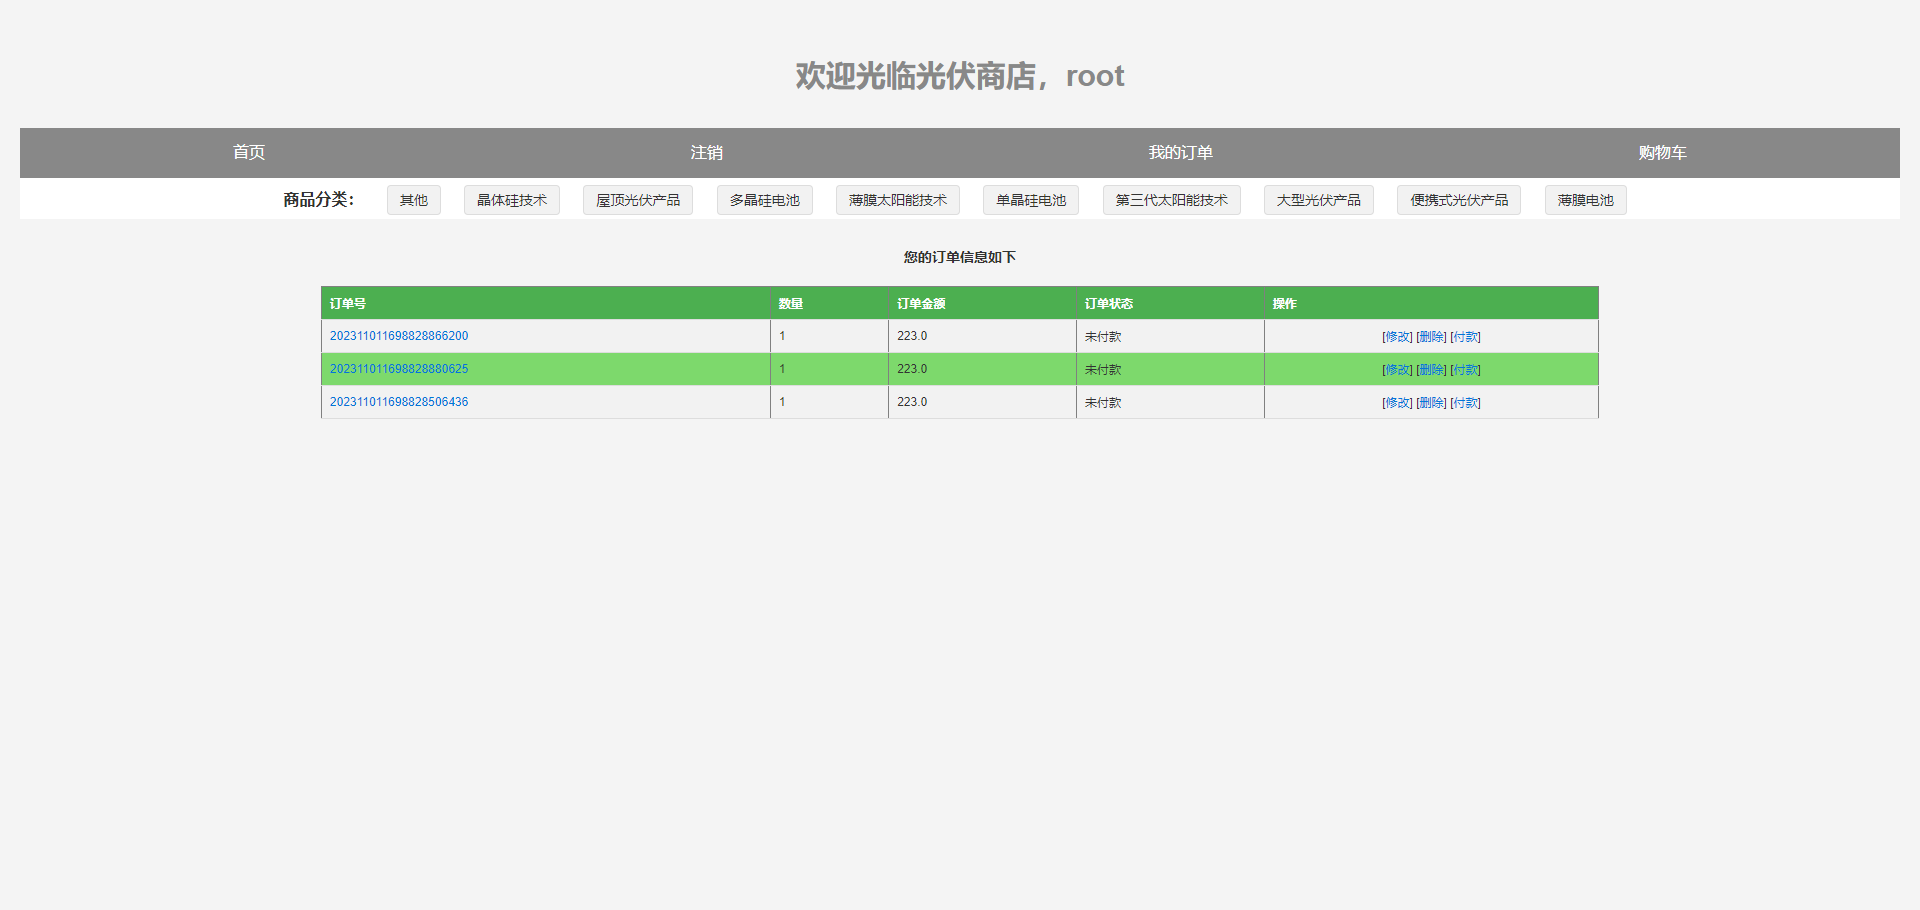 欢迎光临光伏商店，root
首页 注销 我的订单 购物车
商品分类： 其他 晶体硅技术 屋顶光伏产品 多晶硅电池 薄膜太阳能技术 单晶硅电池 第三代太阳能技术 大型光伏产品 便携式光伏产品 薄膜电池
您的订单信息如下
订单号 数量 订单金额 订单状态 操作
202311011698828866200 1 223.0 未付款 [修改] [删除] [付款]
202311011698828880625 1 223.0 未付款 [修改] [删除] [付款]
202311011698828506436 1 223.0 未付款 [修改] [删除] [付款]